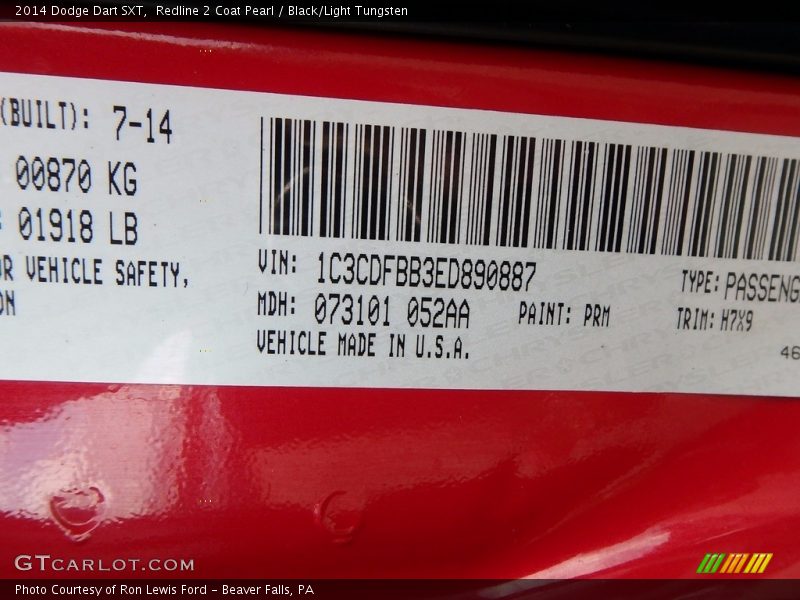 2014 Dodge Dart SXT, Redline 2 Coat Pearl / Black/Light Tungsten
(BUILT): 7-14
00870 KG
01918 LB
OR VEHICLE SAFETY,
VIN: 1C3CDFBB3ED890887
TYPE: PASSENG
MDH: 073101 052AA
PAINT: PRM
TRIM: H7X9
VEHICLE MADE IN U.S.A.
46
GTCARLOT.COM
Photo Courtesy of Ron Lewis Ford - Beaver Falls, PA